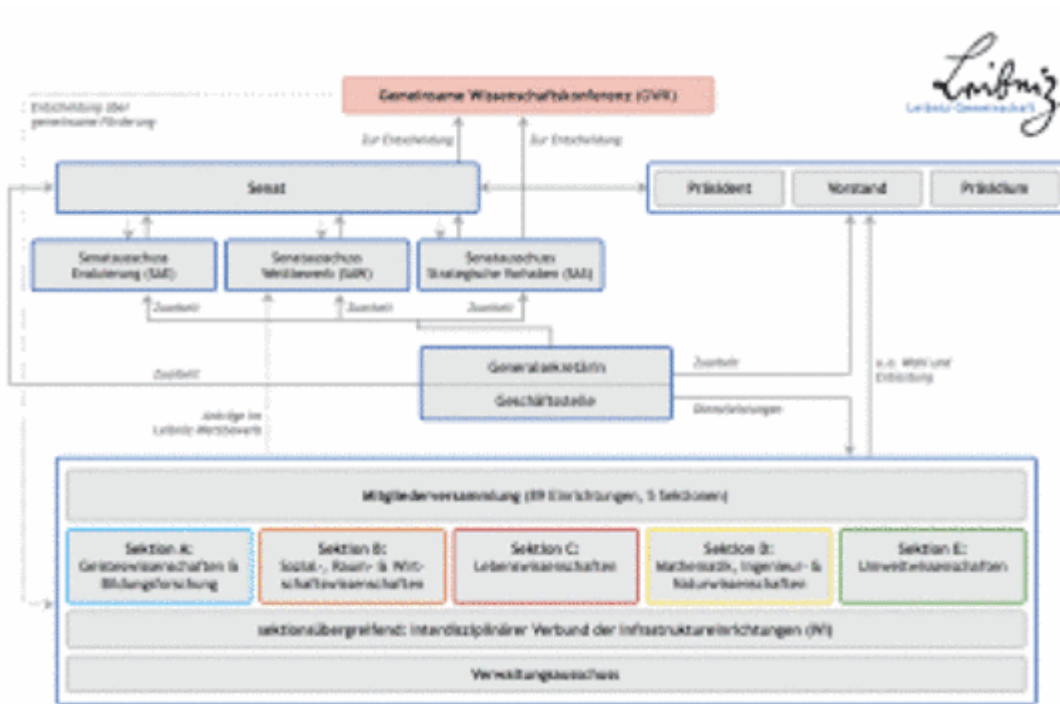 Leibniz
Leibniz-Gemeinschaft
Gemeinsame Wissenschaftskonferenz (GWK)
Entscheidung über
gemeinsame Förderung
Zur Entscheidung
Zur Entscheidung
Senat
Präsident
Vorstand
Präsidium
Senatsausschuss
Evaluierung (SAE)
Senatsausschuss
Wettbewerb (SAW)
Senatsausschuss
Strategische Vorhaben (SAS)
Zuarbeit
Zuarbeit
Zuarbeit
Generalsekretärin
Geschäftsstelle
Zuarbeit
Zuarbeit
Dienstleistungen
u.a. Wahl und
Entlastung
Anträge im
Leibniz-Wettbewerb
Mitgliederversammlung (89 Einrichtungen, 5 Sektionen)
Sektion A:
Geisteswissenschaften &
Bildungsforschung
Sektion B:
Sozial-, Raum- & Wirt-
schaftswissenschaften
Sektion C:
Lebenswissenschaften
Sektion D:
Mathematik, Ingenieur- &
Naturwissenschaften
Sektion E:
Umweltwissenschaften
sektionsübergreifend: Interdisziplinärer Verbund der Infrastruktureinrichtungen (IVI)
Verwaltungsausschuss